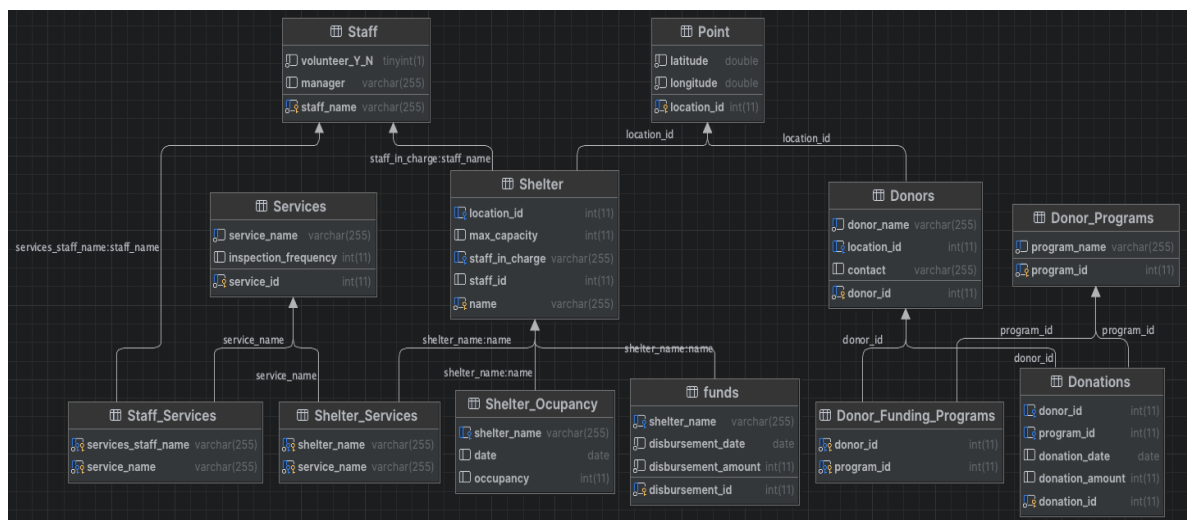 Staff
volunteer_Y_N tinyint(1)
manager varchar(255)
staff_name varchar(255)
Point
latitude double
longitude double
location_id int(11)
location_id
location_id
staff_in_charge:staff_name
services_staff_name:staff_name
Services
service_name varchar(255)
inspection_frequency int(11)
service_id int(11)
Shelter
location_id int(11)
max_capacity int(11)
staff_in_charge varchar(255)
staff_id int(11)
name varchar(255)
Donors
donor_name varchar(255)
location_id int(11)
contact varchar(255)
donor_id int(11)
Donor_Programs
program_name varchar(255)
program_id int(11)
service_name
service_name
shelter_name:name
shelter_name:name
shelter_name:name
donor_id
program_id
program_id
donor_id
Staff_Services
services_staff_name varchar(255)
service_name varchar(255)
Shelter_Services
shelter_name varchar(255)
service_name varchar(255)
Shelter_Ocupancy
shelter_name varchar(255)
date date
occupancy int(11)
funds
shelter_name varchar(255)
disbursement_date date
disbursement_amount int(11)
disbursement_id int(11)
Donor_Funding_Programs
donor_id int(11)
program_id int(11)
Donations
donor_id int(11)
program_id int(11)
donation_date date
donation_amount int(11)
donation_id int(11)